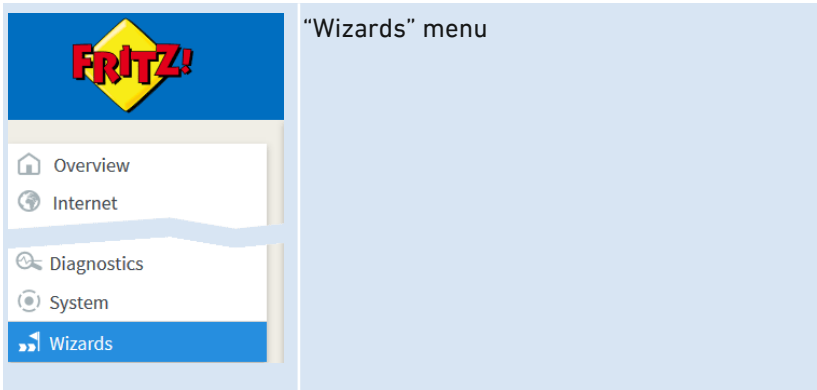 FRITZ!
“Wizards” menu
Overview
Internet
Diagnostics
System
Wizards